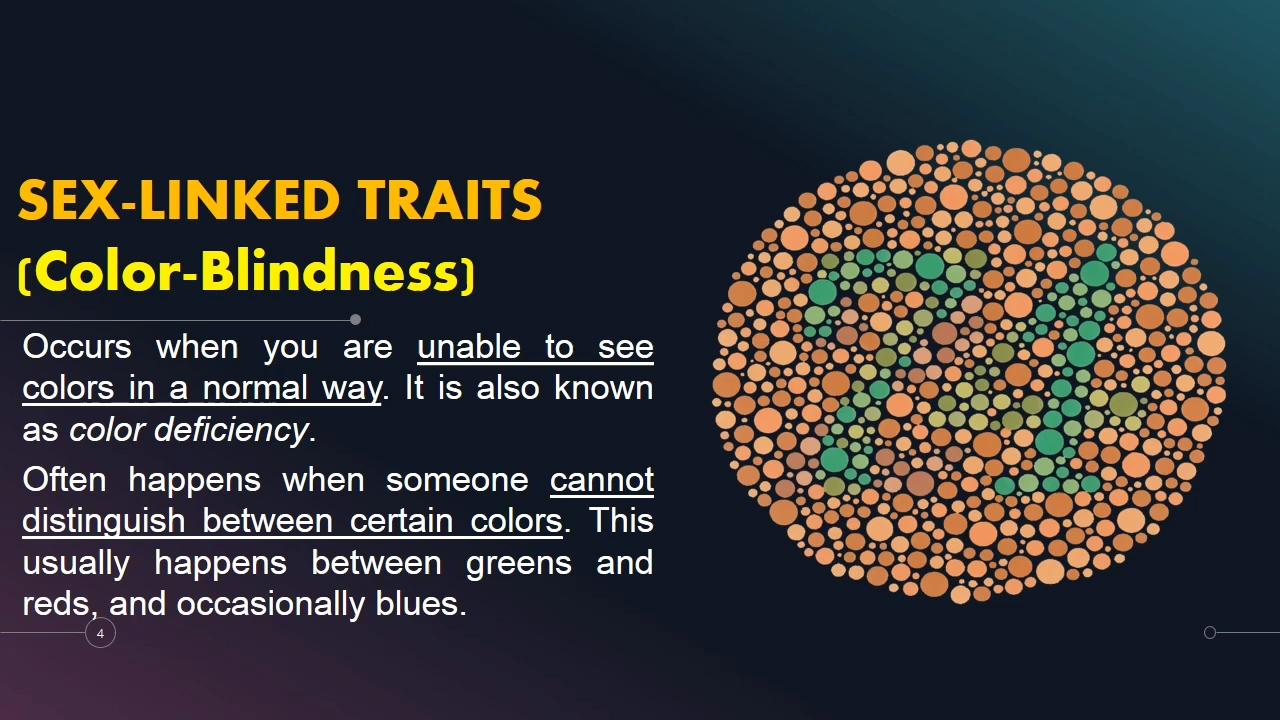 SEX-LINKED TRAITS
(Color-Blindness)
Occurs when you are unable to see
colors in a normal way. It is also known
as color deficiency.
Often happens when someone cannot
distinguish between certain colors. This
usually happens between greens and
reds, and occasionally blues.
4
74